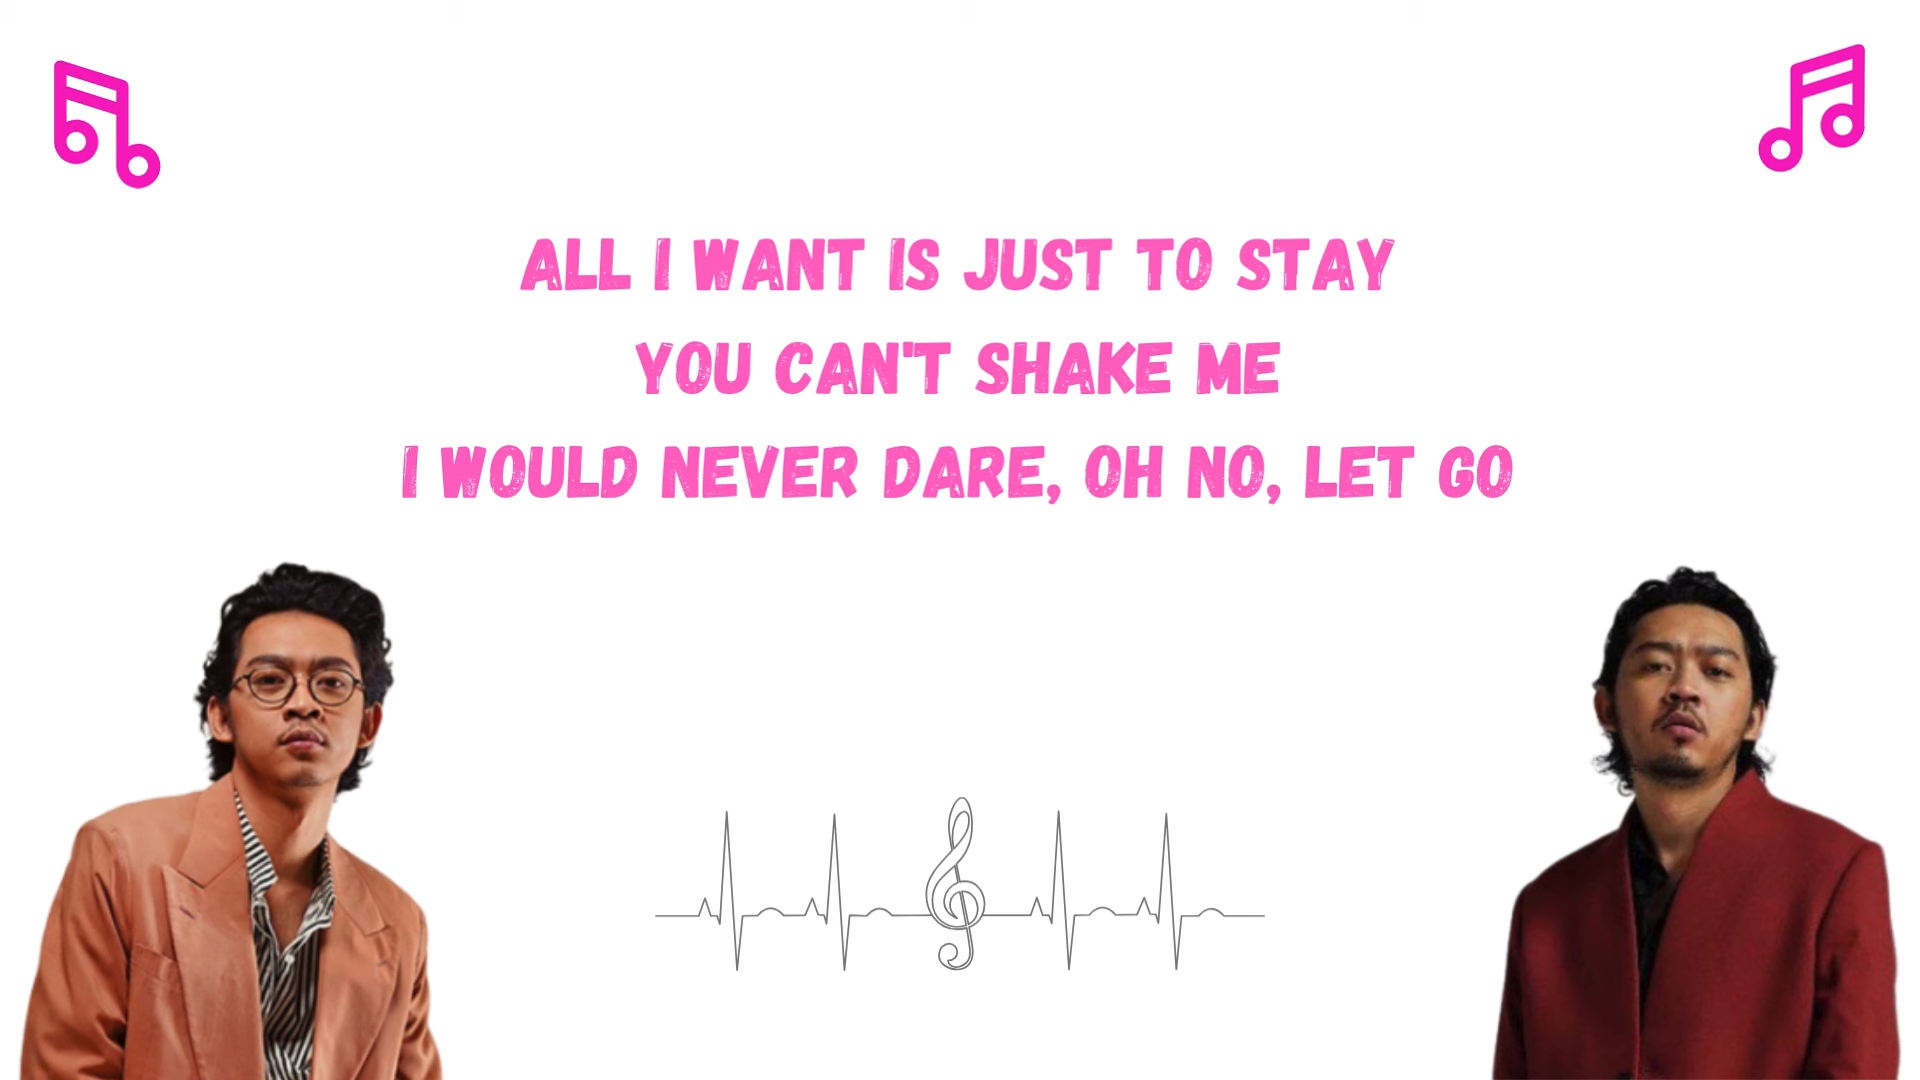 ALL I WANT IS JUST TO STAY
YOU CAN'T SHAKE ME
I WOULD NEVER DARE, OH NO, LET GO